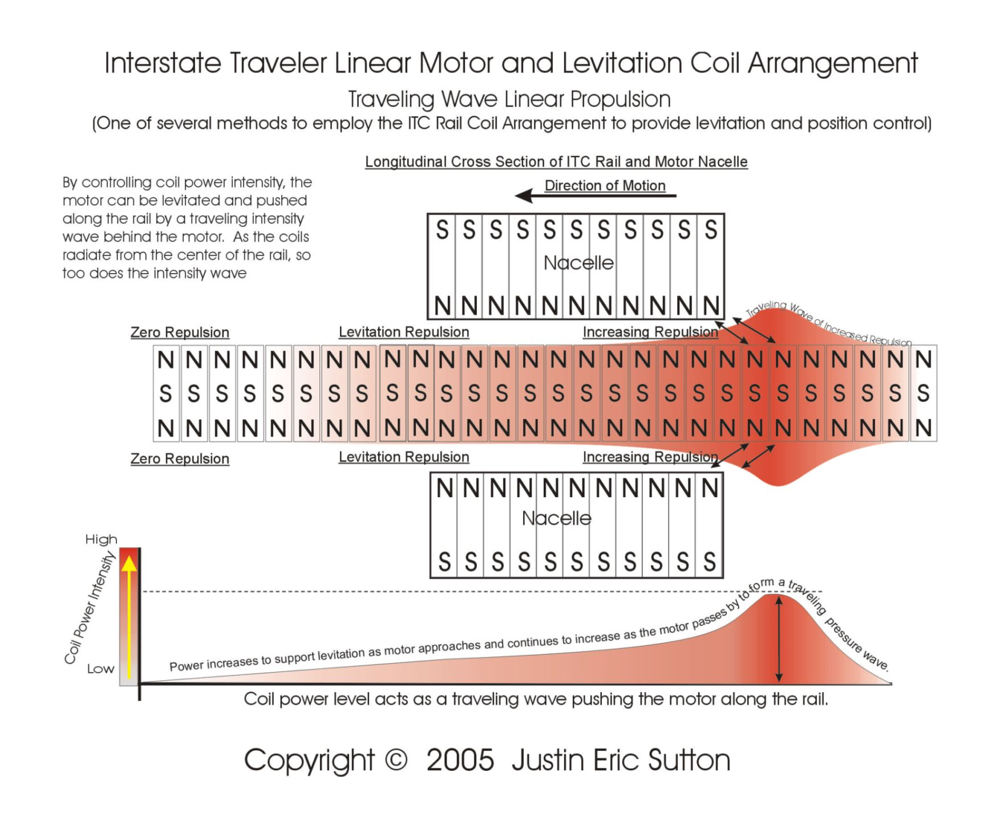 Interstate Traveler Linear Motor and Levitation Coil Arrangement
Traveling Wave Linear Propulsion
(One of several methods to employ the ITC Rail Coil Arrangement to provide levitation and position control)
Longitudinal Cross Section of ITC Rail and Motor Nacelle
Direction of Motion
By controlling coil power intensity, the
motor can be levitated and pushed
along the rail by a traveling intensity
wave behind the motor. As the coils
radiate from the center of the rail, so
too does the intensity wave
S S S S S S S S S S S
Nacelle
N N N N N N N N N N N
Traveling Wave of Increased Repulsion
Zero Repulsion Levitation Repulsion Increasing Repulsion
N N N N N N N N N N N N N N N N N N N N N N N N N N N N
S S S S S S S S S S S S S S S S S S S S S S S S S S S S
N N N N N N N N N N N N N N N N N N N N N N N N N N N N
Zero Repulsion Levitation Repulsion Increasing Repulsion
N N N N N N N N N N N
Nacelle
S S S S S S S S S S S
High
Coil Power Intensity
Low
Power increases to support levitation as motor approaches and continues to increase as the motor passes by to form a traveling pressure wave.
Coil power level acts as a traveling wave pushing the motor along the rail.
Copyright © 2005 Justin Eric Sutton